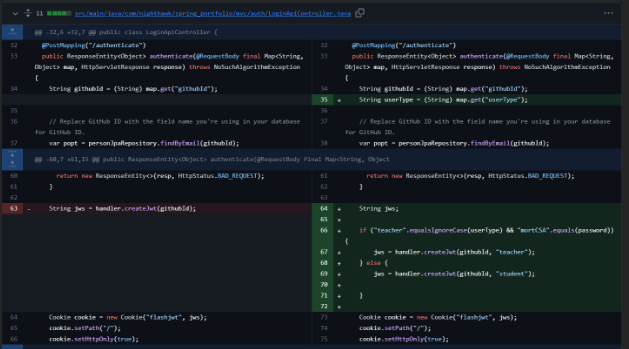 11 src/main/java/com/nighthawk/spring_portfolio/mvc/auth/LoginApiController.java
@@ -32,6 +32,7 @@ public class LoginApiController {
32 @PostMapping("/authenticate")
33 public ResponseEntity<Object> authenticate(@RequestBody final Map<String,
Object> map, HttpServletResponse response) throws NoSuchAlgorithmException
{
34 String githubId = (String) map.get("githubId");
35
36 // Replace GitHub ID with the field name you're using in your database
for GitHub ID.
37 var popt = personJpaRepository.findByEmail(githubId);
32 @PostMapping("/authenticate")
33 public ResponseEntity<Object> authenticate(@RequestBody final Map<String,
Object> map, HttpServletResponse response) throws NoSuchAlgorithmException
{
34 String githubId = (String) map.get("githubId");
35 + String userType = (String) map.get("userType");
36
37 // Replace GitHub ID with the field name you're using in your database
for GitHub ID.
38 var popt = personJpaRepository.findByEmail(githubId);
@@ -60,7 +61,15 @@ public ResponseEntity<Object> authenticate(@RequestBody final Map<String, Object
60 return new ResponseEntity<>(resp, HttpStatus.BAD_REQUEST);
61 }
62
63 - String jws = handler.createJwt(githubId);
64 Cookie cookie = new Cookie("flashjwt", jws);
65 cookie.setPath("/");
66 cookie.setHttpOnly(true);
61 return new ResponseEntity<>(resp, HttpStatus.BAD_REQUEST);
62 }
63
64 + String jws;
65 +
66 + if ("teacher".equalsIgnoreCase(userType) && "mortCSA".equals(password))
{
67 + jws = handler.createJwt(githubId, "teacher");
68 + } else {
69 + jws = handler.createJwt(githubId, "student");
70 +
71 + }
72 +
73 Cookie cookie = new Cookie("flashjwt", jws);
74 cookie.setPath("/");
75 cookie.setHttpOnly(true);